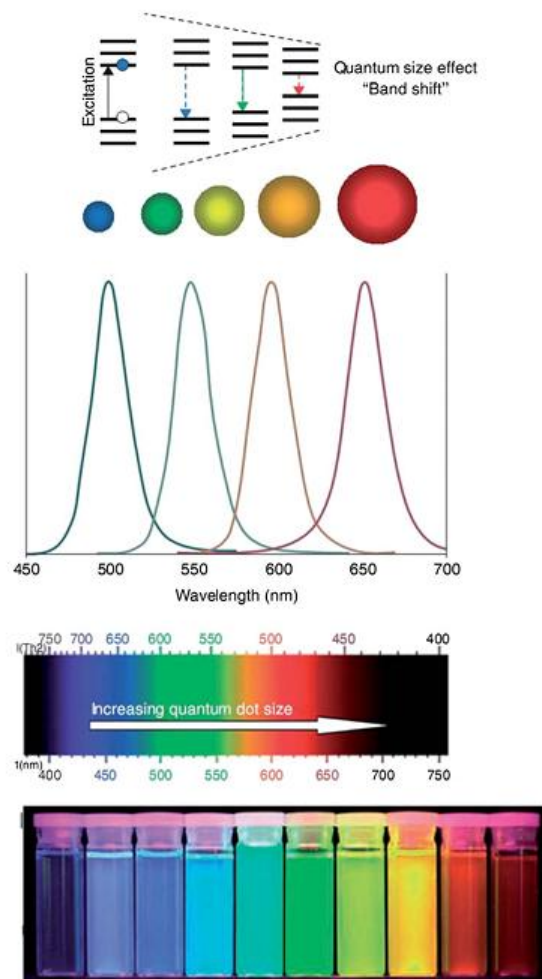 Excitation
Quantum size effect
"Band shift"
450 500 550 600 650 700
Wavelength (nm)
750 700 650 600 550 500 450 400
Increasing quantum dot size
f(nm) 400 450 500 550 600 650 700 750